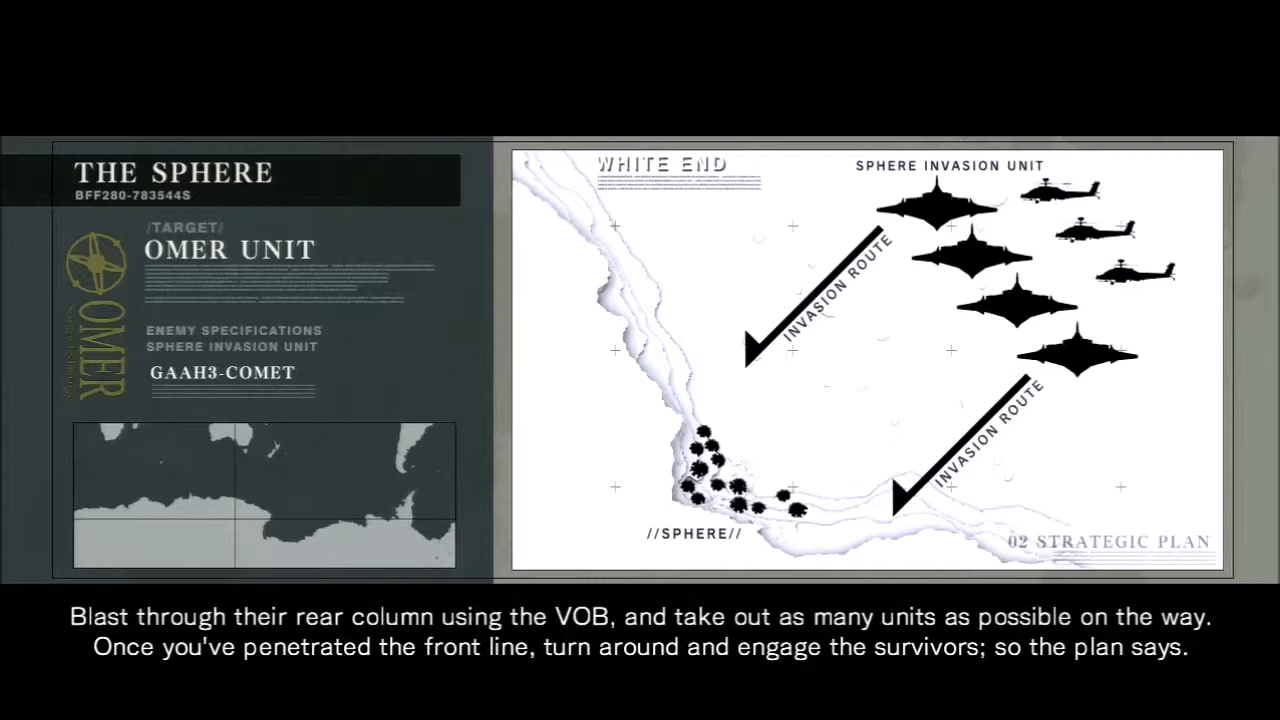 THE SPHERE
BFF280-783544S
/TARGET/
OMER UNIT
OMER
ENEMY SPECIFICATIONS
SPHERE INVASION UNIT
GAAH3-COMET
WHITE END
SPHERE INVASION UNIT
INVASION ROUTE
INVASION ROUTE
//SPHERE//
02 STRATEGIC PLAN
Blast through their rear column using the VOB, and take out as many units as possible on the way.
Once you've penetrated the front line, turn around and engage the survivors; so the plan says.